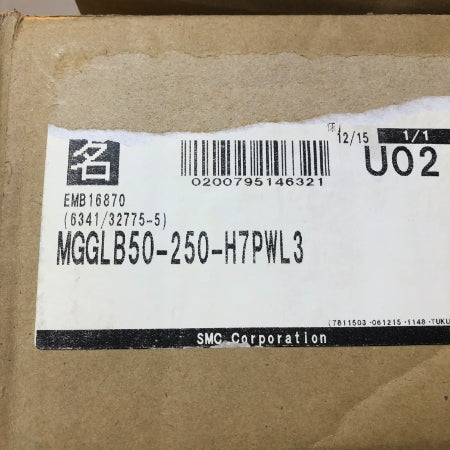 12/15
1/1
名
U02
0200795146321
EMB16870
(6341/32775-5)
MGGLB50-250-H7PWL3
(7811503-061215-1148-TUKU
SMC Corporation